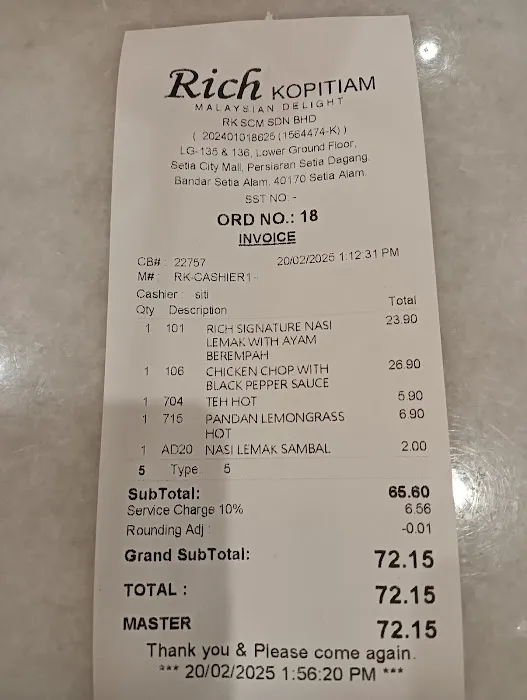 Rich KOPITIAM
MALAYSIAN DELIGHT
RK SCM SDN BHD
( 202401018625 (1564474-K) )
LG-135 & 136, Lower Ground Floor,
Setia City Mall, Persiaran Setia Dagang,
Bandar Setia Alam, 40170 Setia Alam.
SST NO. -
ORD NO.: 18
INVOICE
CB# : 22757 20/02/2025 1:12:31 PM
M# : RK-CASHIER1 -
Cashier : siti
Qty Description Total
1 101 RICH SIGNATURE NASI 23.90
LEMAK WITH AYAM
BEREMPAH
1 106 CHICKEN CHOP WITH 26.90
BLACK PEPPER SAUCE
1 704 TEH HOT 5.90
1 715 PANDAN LEMONGRASS 6.90
HOT
1 AD20 NASI LEMAK SAMBAL 2.00
5 Type 5
SubTotal: 65.60
Service Charge 10% 6.56
Rounding Adj : -0.01
Grand SubTotal: 72.15
TOTAL : 72.15
MASTER 72.15
Thank you & Please come again.
*** 20/02/2025 1:56:20 PM ***